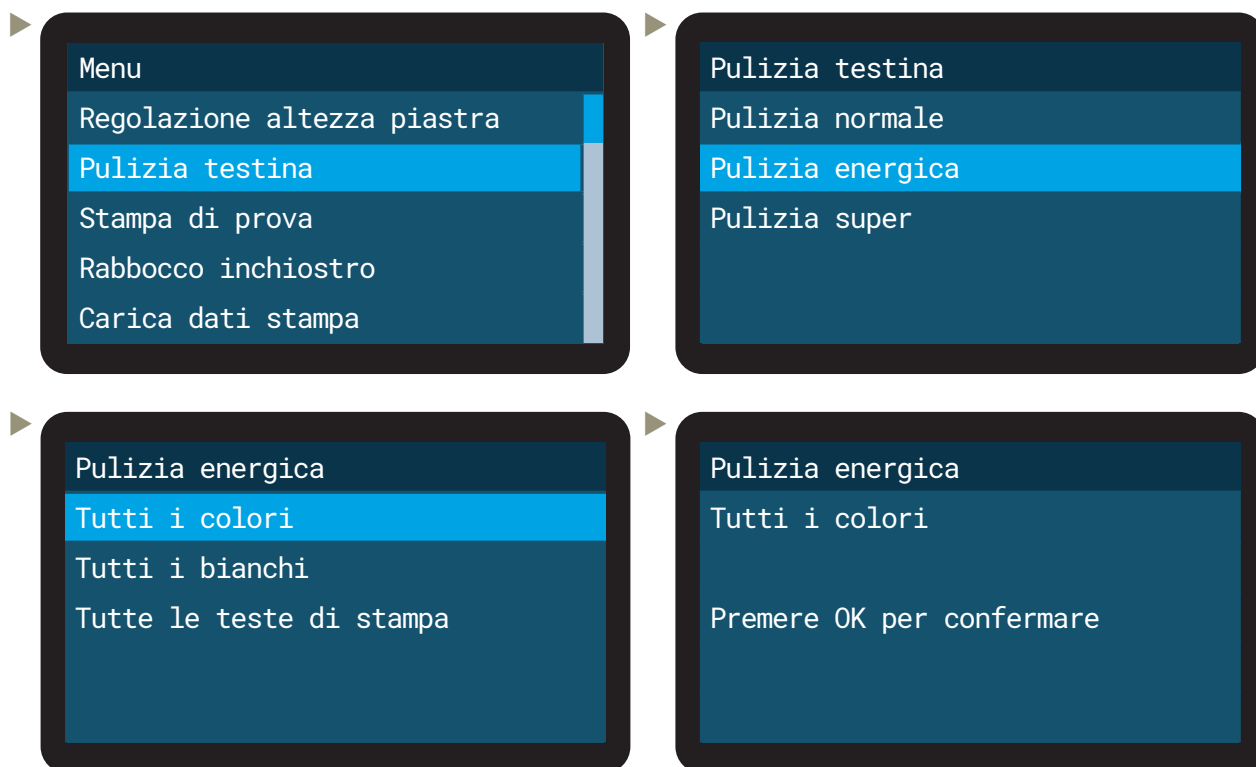 Menu
Regolazione altezza piastra
Pulizia testina
Stampa di prova
Rabbocco inchiostro
Carica dati stampa
Pulizia testina
Pulizia normale
Pulizia energica
Pulizia super
Pulizia energica
Tutti i colori
Tutti i bianchi
Tutte le teste di stampa
Pulizia energica
Tutti i colori
Premere OK per confermare